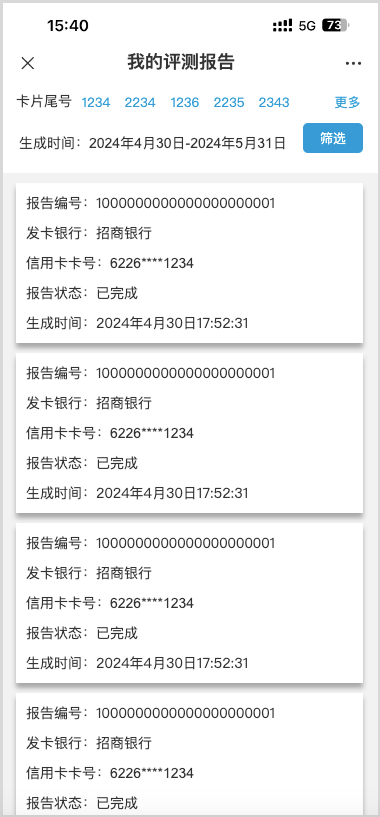 15:40 5G 73
我的评测报告
卡片尾号 1234 2234 1236 2235 2343 更多
生成时间：2024年4月30日-2024年5月31日 筛选
报告编号：1000000000000000000001
发卡银行：招商银行
信用卡卡号：6226****1234
报告状态：已完成
生成时间：2024年4月30日17:52:31
报告编号：1000000000000000000001
发卡银行：招商银行
信用卡卡号：6226****1234
报告状态：已完成
生成时间：2024年4月30日17:52:31
报告编号：1000000000000000000001
发卡银行：招商银行
信用卡卡号：6226****1234
报告状态：已完成
生成时间：2024年4月30日17:52:31
报告编号：1000000000000000000001
发卡银行：招商银行
信用卡卡号：6226****1234
报告状态：已完成